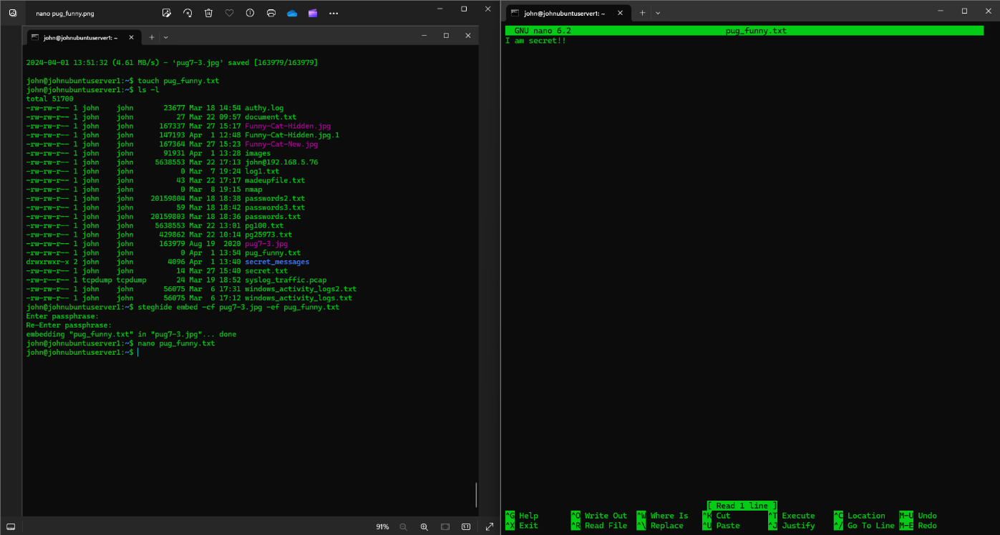 nano pug_funny.png
john@johnubuntuserver1: ~
2024-04-01 13:51:32 (4.61 MB/s) - 'pug7-3.jpg' saved [163979/163979]
john@johnubuntuserver1:~$ touch pug_funny.txt
john@johnubuntuserver1:~$ ls -l
total 51700
-rw-rw-r-- 1 john    john       23677 Mar 18 14:54 authy.log
-rw-rw-r-- 1 john    john          27 Mar 22 09:57 document.txt
-rw-rw-r-- 1 john    john      167337 Mar 27 15:17 Funny-Cat-Hidden.jpg
-rw-rw-r-- 1 john    john      147193 Apr  1 12:48 Funny-Cat-Hidden.jpg.1
-rw-rw-r-- 1 john    john      167364 Mar 27 15:23 Funny-Cat-New.jpg
-rw-rw-r-- 1 john    john       91931 Apr  1 13:28 images
-rw-rw-r-- 1 john    john     5638553 Mar 22 17:13 john@192.168.5.76
-rw-rw-r-- 1 john    john           0 Mar  7 19:24 log1.txt
-rw-rw-r-- 1 john    john          43 Mar 22 17:17 madeupfile.txt
-rw-rw-r-- 1 john    john           0 Mar  8 19:15 nmap
-rw-rw-r-- 1 john    john    20159804 Mar 18 18:38 passwords2.txt
-rw-rw-r-- 1 john    john          59 Mar 18 18:42 passwords3.txt
-rw-rw-r-- 1 john    john    20159803 Mar 18 18:36 passwords.txt
-rw-rw-r-- 1 john    john     5638553 Mar 22 13:01 pg100.txt
-rw-rw-r-- 1 john    john      429862 Mar 22 10:14 pg25973.txt
-rw-rw-r-- 1 john    john      163979 Aug 19  2020 pug7-3.jpg
-rw-rw-r-- 1 john    john           0 Apr  1 13:54 pug_funny.txt
drwxrwxr-x 2 john    john        4096 Apr  1 13:40 secret_messages
-rw-rw-r-- 1 john    john          14 Mar 27 15:40 secret.txt
-rw-r--r-- 1 tcpdump tcpdump       24 Mar 19 18:52 syslog_traffic.pcap
-rw-rw-r-- 1 john    john       56075 Mar  6 17:31 windows_activity_logs2.txt
-rw-rw-r-- 1 john    john       56075 Mar  6 17:12 windows_activity_logs.txt
john@johnubuntuserver1:~$ steghide embed -cf pug7-3.jpg -ef pug_funny.txt
Enter passphrase:
Re-Enter passphrase:
embedding "pug_funny.txt" in "pug7-3.jpg"... done
john@johnubuntuserver1:~$ nano pug_funny.txt
john@johnubuntuserver1:~$
91%
john@johnubuntuserver1: ~
GNU nano 6.2 pug_funny.txt
I am secret!!
[ Read 1 line ]
^G Help ^O Write Out ^W Where Is ^K Cut ^T Execute ^C Location M-U Undo
^X Exit ^R Read File ^\ Replace ^U Paste ^J Justify ^/ Go To Line M-E Redo